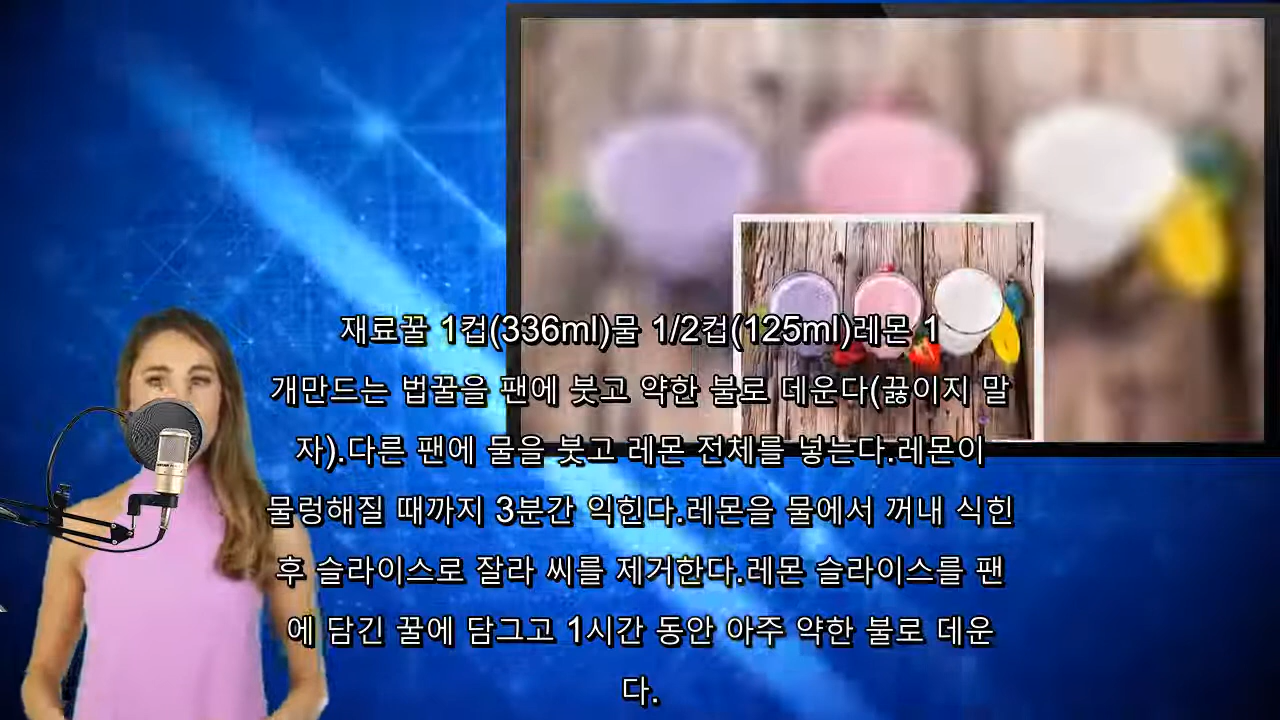 재료꿀 1컵(336ml)물 1/2컵(125ml)레몬 1
개만드는 법꿀을 팬에 붓고 약한 불로 데운다(끓이지 말
자).다른 팬에 물을 붓고 레몬 전체를 넣는다.레몬이
물렁해질 때까지 3분간 익힌다.레몬을 물에서 꺼내 식힌
후 슬라이스로 잘라 씨를 제거한다.레몬 슬라이스를 팬
에 담긴 꿀에 담그고 1시간 동안 아주 약한 불로 데운
다.